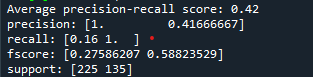 Average precision-recall score: 0.42
precision: [1.         0.41666667]
recall: [0.16 1.  ]
fscore: [0.27586207 0.58823529]
support: [225 135]